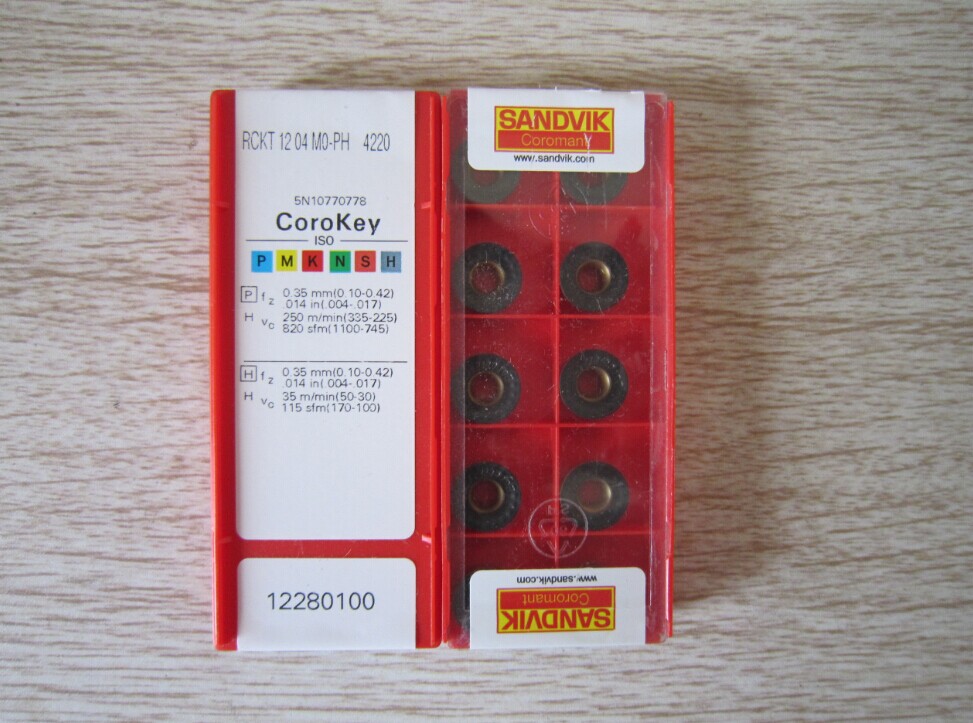 RCKT 12 04 M0-PH 4220
5N10770778
CoroKey
ISO
P M K N S H
P fz 0.35 mm(0.10-0.42)
.014 in(.004-.017)
H vc 250 m/min(335-225)
820 sfm(1100-745)
H fz 0.35 mm(0.10-0.42)
.014 in(.004-.017)
H vc 35 m/min(50-30)
115 sfm(170-100)
12280100
SANDVIK
Coromant
www.sandvik.com
www.sandvik.com
Coromant
SANDVIK